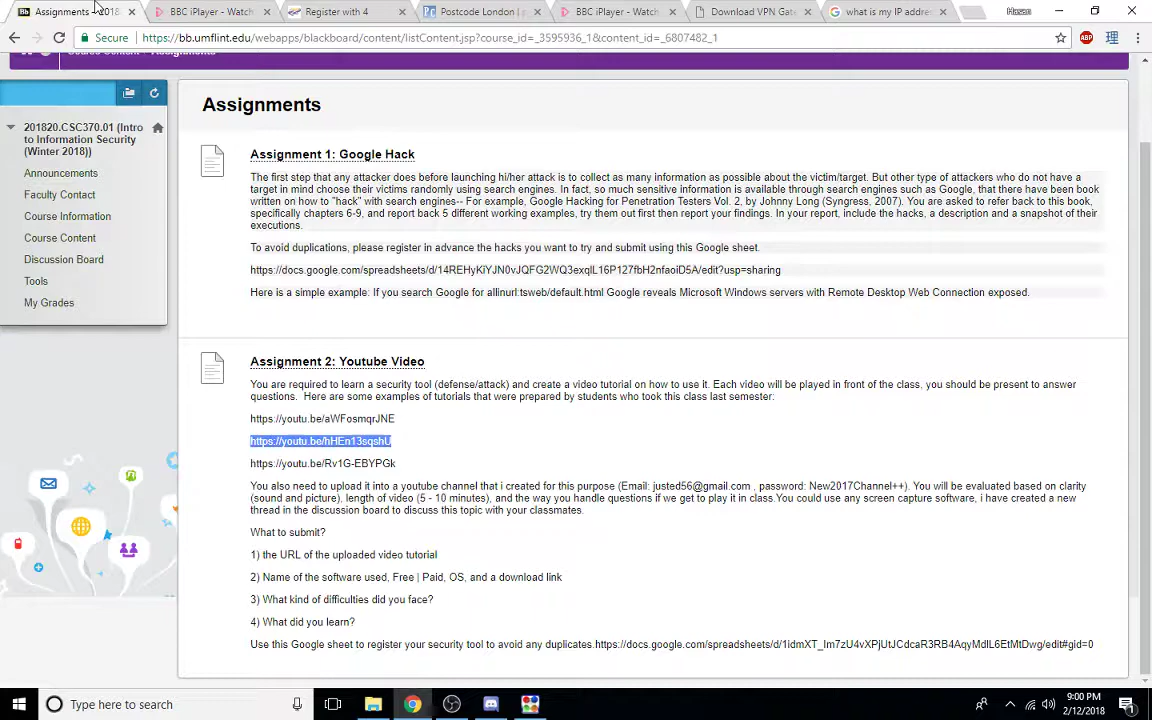 Assignments – 2018
BBC iPlayer - Watch
Register with 4
Postcode London |
BBC iPlayer - Watch
Download VPN Gat
what is my IP addre
Hasan
Secure
https://bb.umflint.edu/webapps/blackboard/content/listContent.jsp?course_id=_3595936_1&content_id=_6807482_1
201820.CSC370.01 (Intro
to Information Security
(Winter 2018))
Announcements
Faculty Contact
Course Information
Course Content
Discussion Board
Tools
My Grades
Assignments
Assignment 1: Google Hack
The first step that any attacker does before launching hi/her attack is to collect as many information as possible about the victim/target. But other type of attackers who do not have a
target in mind choose their victims randomly using search engines. In fact, so much sensitive information is available through search engines such as Google, that there have been book
written on how to "hack" with search engines-- For example, Google Hacking for Penetration Testers Vol. 2, by Johnny Long (Syngress, 2007). You are asked to refer back to this book,
specifically chapters 6-9, and report back 5 different working examples, try them out first then report your findings. In your report, include the hacks, a description and a snapshot of their
executions.
To avoid duplications, please register in advance the hacks you want to try and submit using this Google sheet.
https://docs.google.com/spreadsheets/d/14REHyKiYJN0vJQFG2WQ3exqlL16P127fbH2nfaoiD5A/edit?usp=sharing
Here is a simple example: If you search Google for allinurl:tsweb/default.html Google reveals Microsoft Windows servers with Remote Desktop Web Connection exposed.
Assignment 2: Youtube Video
You are required to learn a security tool (defense/attack) and create a video tutorial on how to use it. Each video will be played in front of the class, you should be present to answer
questions. Here are some examples of tutorials that were prepared by students who took this class last semester:
https://youtu.be/aWFosmqrJNE
https://youtu.be/hHEn13sqshU
https://youtu.be/Rv1G-EBYPGk
You also need to upload it into a youtube channel that i created for this purpose (Email: justed56@gmail.com , password: New2017Channel++). You will be evaluated based on clarity
(sound and picture), length of video (5 - 10 minutes), and the way you handle questions if we get to play it in class.You could use any screen capture software, i have created a new
thread in the discussion board to discuss this topic with your classmates.
What to submit?
1) the URL of the uploaded video tutorial
2) Name of the software used, Free | Paid, OS, and a download link
3) What kind of difficulties did you face?
4) What did you learn?
Use this Google sheet to register your security tool to avoid any duplicates.https://docs.google.com/spreadsheets/d/1idmXT_Im7zU4vXPjUtJCdcaR3RB4AqyMdlL6EtMtDwg/edit#gid=0
Type here to search
9:00 PM
2/12/2018